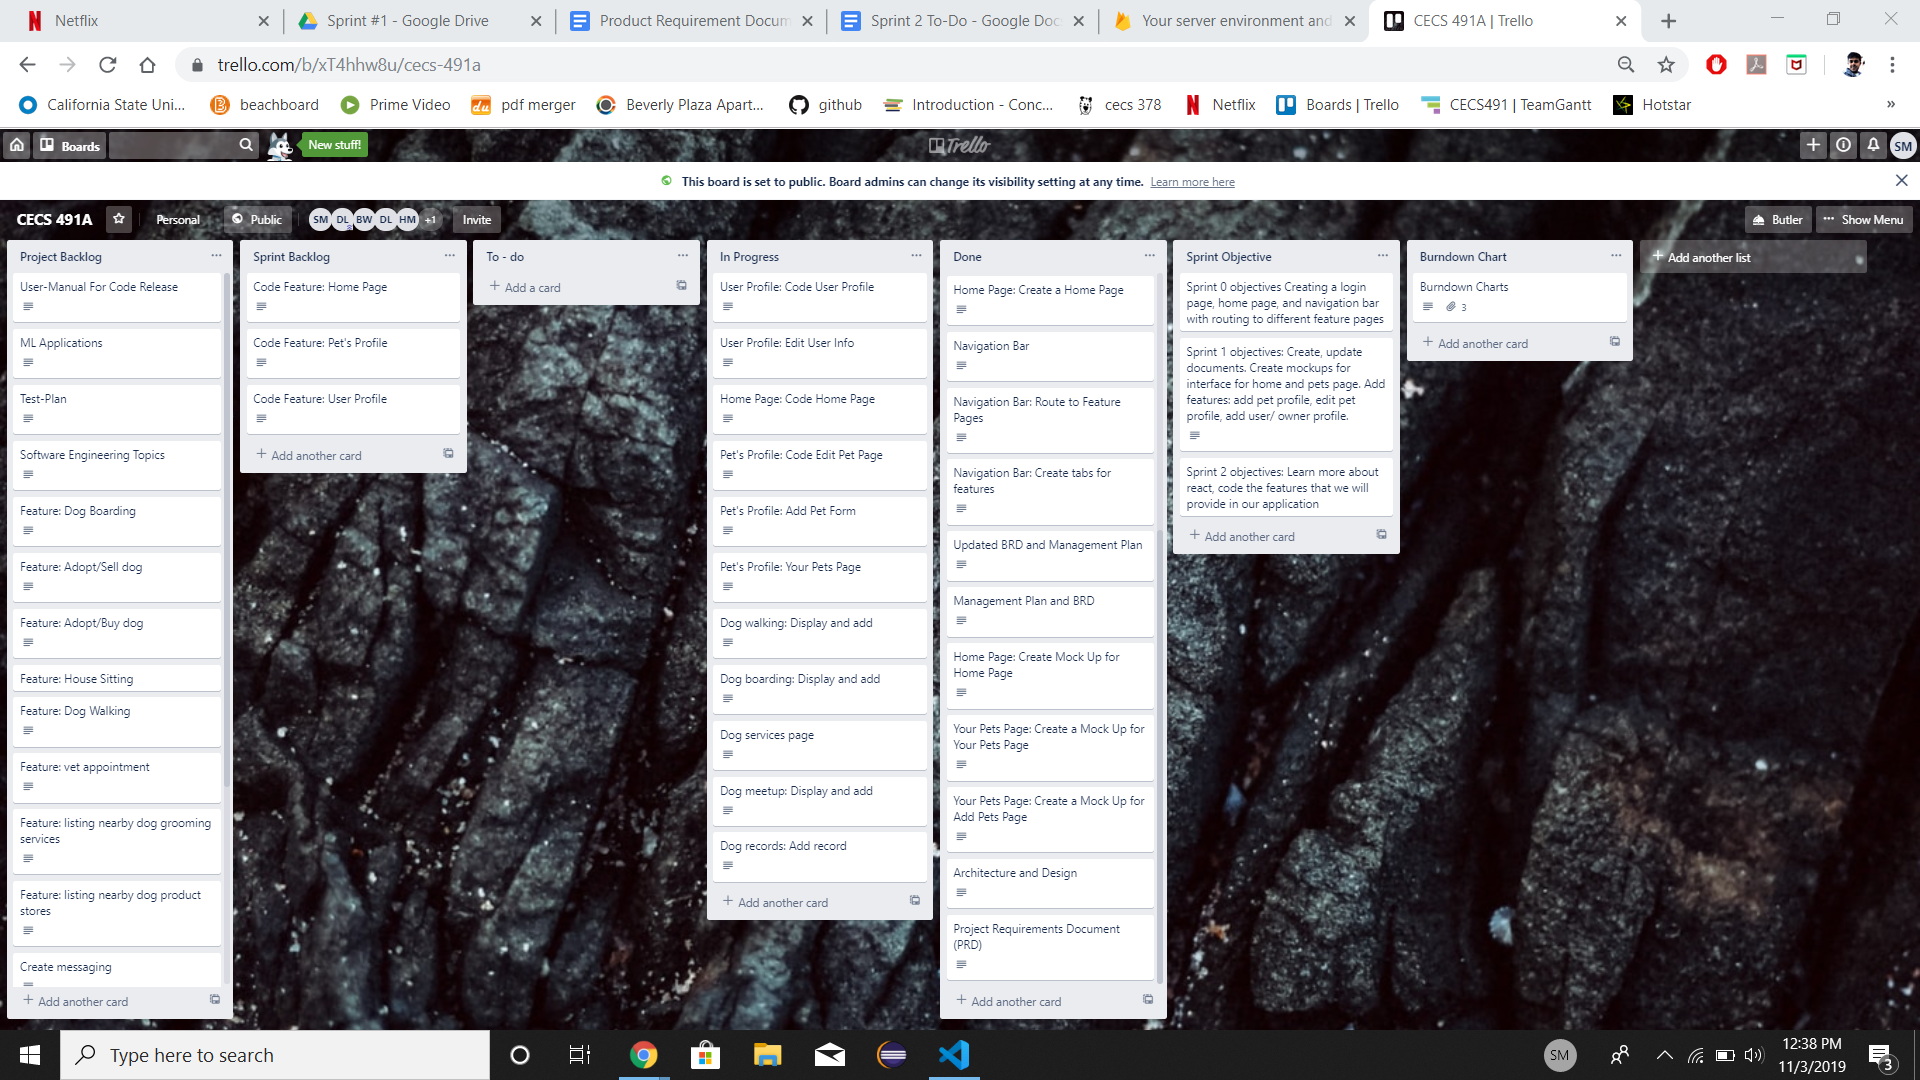 Netflix
Sprint #1 - Google Drive
Product Requirement Docum
Sprint 2 To-Do - Google Doc
Your server environment and
CECS 491A | Trello
trello.com/b/xT4hhw8u/cecs-491a
California State Uni...
beachboard
Prime Video
pdf merger
Beverly Plaza Apart...
github
Introduction - Conc...
cecs 378
Netflix
Boards | Trello
CECS491 | TeamGantt
Hotstar
»
Boards
New stuff!
Trello
SM
This board is set to public. Board admins can change its visibility setting at any time. Learn more here
CECS 491A
Personal
Public
SM DL BW DL HM +1
Invite
Butler
Show Menu
Project Backlog
User-Manual For Code Release
ML Applications
Test-Plan
Software Engineering Topics
Feature: Dog Boarding
Feature: Adopt/Sell dog
Feature: Adopt/Buy dog
Feature: House Sitting
Feature: Dog Walking
Feature: vet appointment
Feature: listing nearby dog grooming
services
Feature: listing nearby dog product
stores
Create messaging
+ Add another card
Sprint Backlog
Code Feature: Home Page
Code Feature: Pet's Profile
Code Feature: User Profile
+ Add another card
To - do
+ Add a card
In Progress
User Profile: Code User Profile
User Profile: Edit User Info
Home Page: Code Home Page
Pet's Profile: Code Edit Pet Page
Pet's Profile: Add Pet Form
Pet's Profile: Your Pets Page
Dog walking: Display and add
Dog boarding: Display and add
Dog services page
Dog meetup: Display and add
Dog records: Add record
+ Add another card
Done
Home Page: Create a Home Page
Navigation Bar
Navigation Bar: Route to Feature
Pages
Navigation Bar: Create tabs for
features
Updated BRD and Management Plan
Management Plan and BRD
Home Page: Create Mock Up for
Home Page
Your Pets Page: Create a Mock Up for
Your Pets Page
Your Pets Page: Create a Mock Up for
Add Pets Page
Architecture and Design
Project Requirements Document
(PRD)
+ Add another card
Sprint Objective
Sprint 0 objectives Creating a login
page, home page, and navigation bar
with routing to different feature pages
Sprint 1 objectives: Create, update
documents. Create mockups for
interface for home and pets page. Add
features: add pet profile, edit pet
profile, add user/ owner profile.
Sprint 2 objectives: Learn more about
react, code the features that we will
provide in our application
+ Add another card
Burndown Chart
Burndown Charts
3
+ Add another card
+ Add another list
Type here to search
SM
12:38 PM
11/3/2019
3